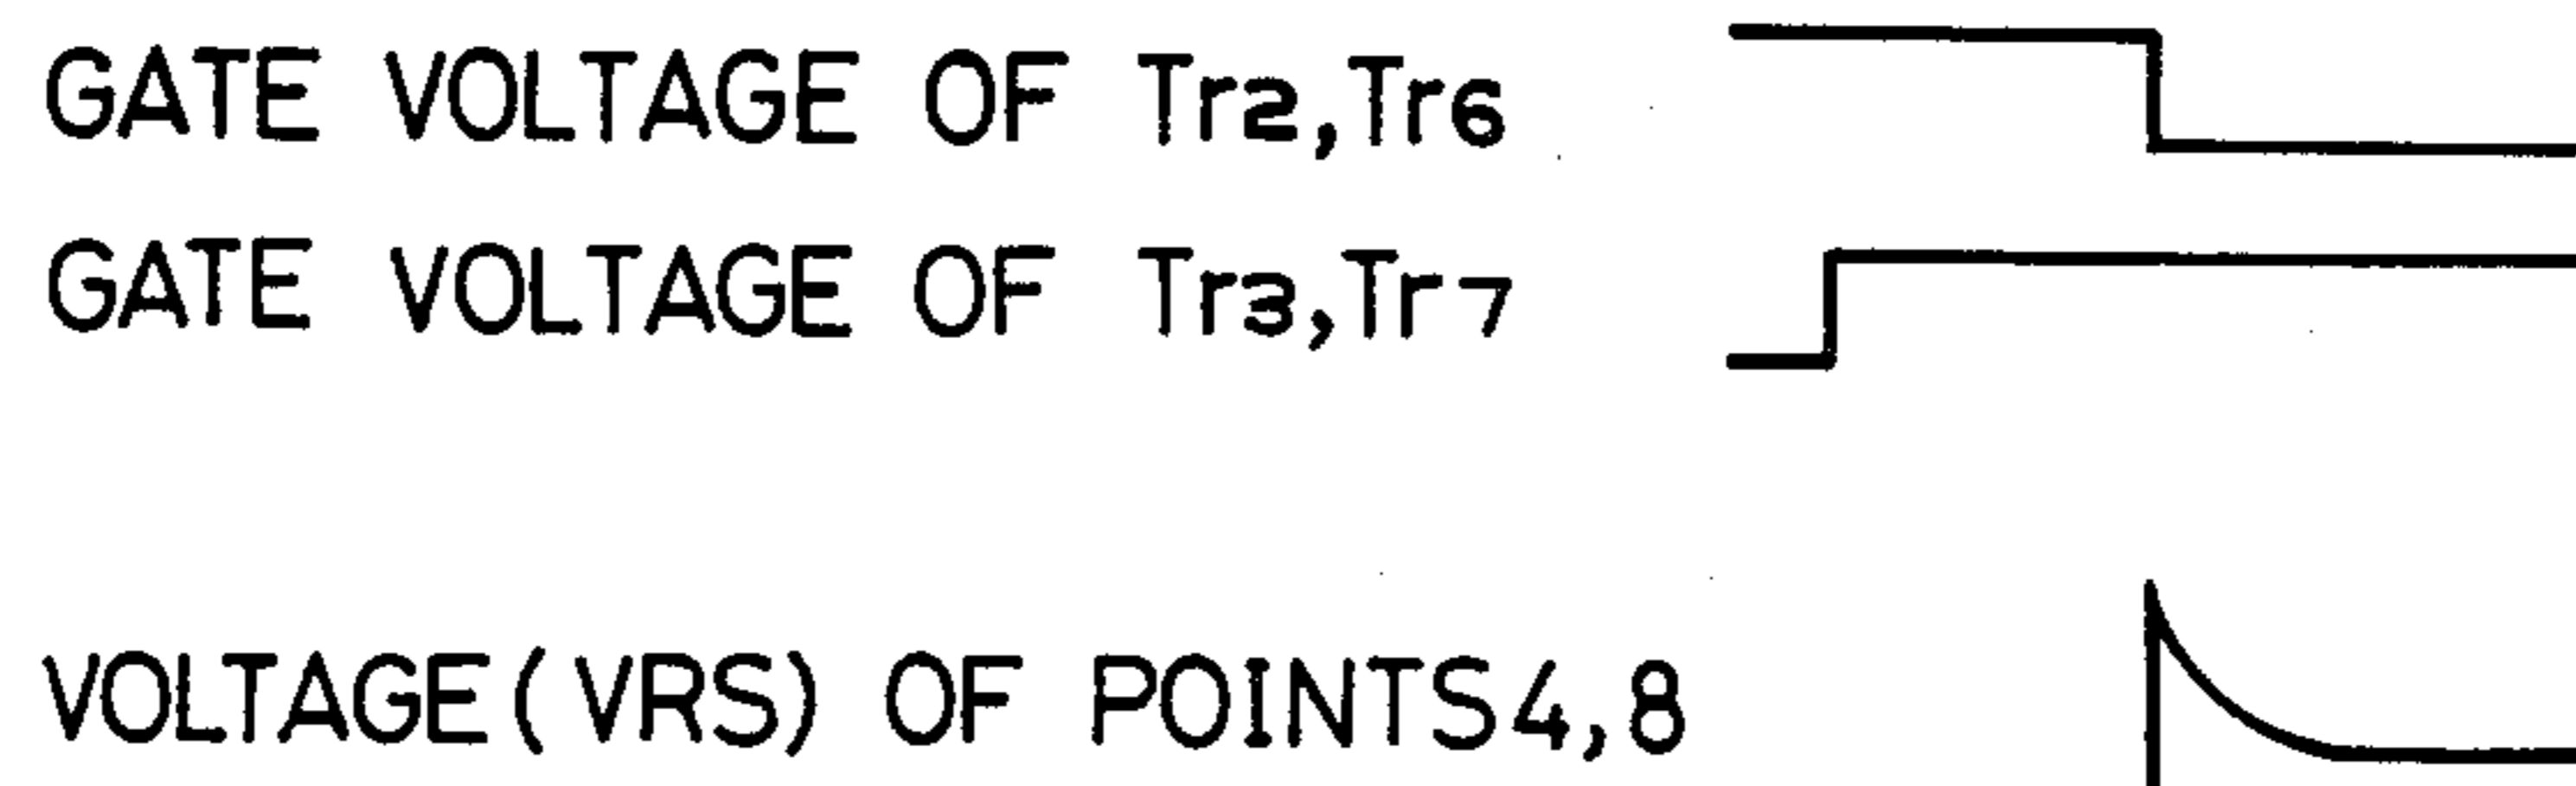 GATE VOLTAGE OF Tr2,Tr6
GATE VOLTAGE OF Tr3,Tr7
VOLTAGE(VRS) OF POINTS4,8